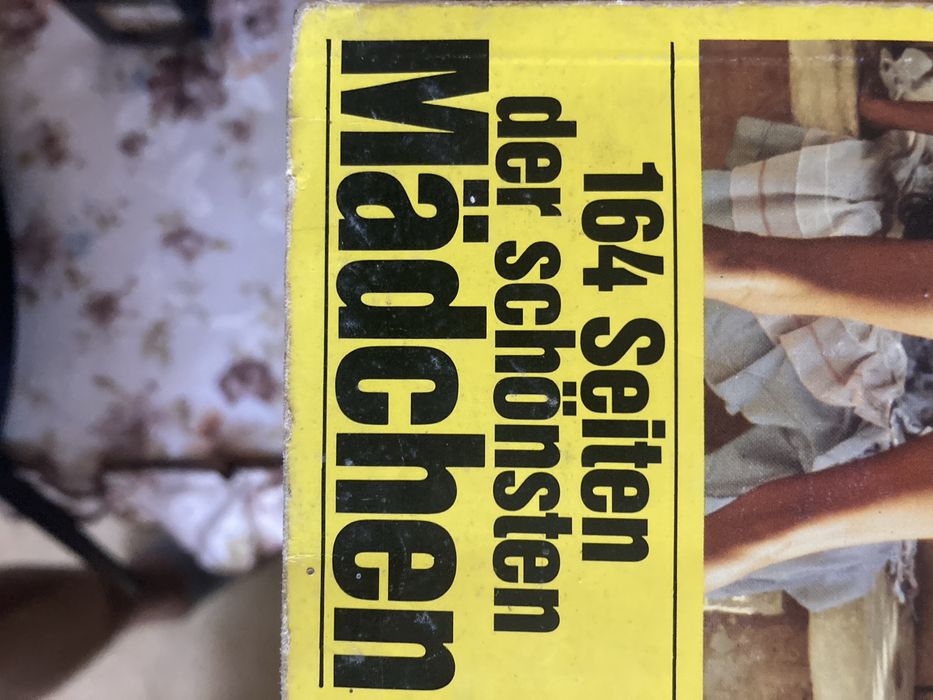 164 Seiten
der schönsten
Mädchen